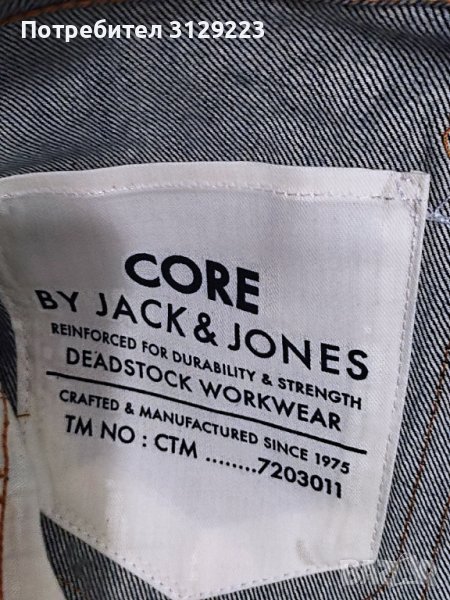 Потребител 3129223
CORE
BY JACK & JONES
REINFORCED FOR DURABILITY & STRENGTH
DEADSTOCK WORKWEAR
CRAFTED & MANUFACTURED SINCE 1975
TM NO : CTM ........7203011